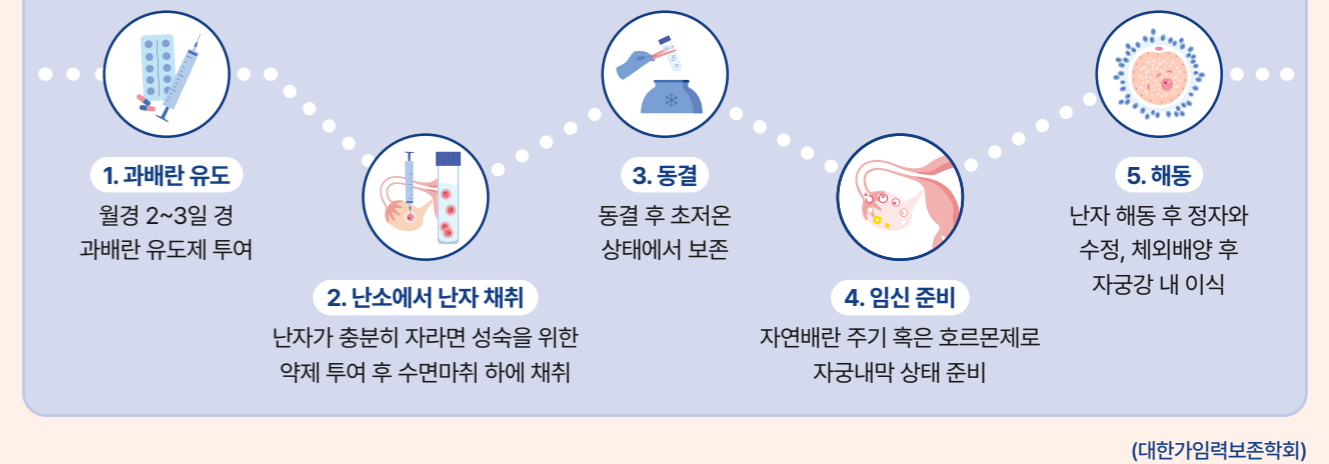 1. 과배란 유도
월경 2~3일 경
과배란 유도제 투여
2. 난소에서 난자 채취
난자가 충분히 자라면 성숙을 위한
약제 투여 후 수면마취 하에 채취
3. 동결
동결 후 초저온
상태에서 보존
4. 임신 준비
자연배란 주기 혹은 호르몬제로
자궁내막 상태 준비
5. 해동
난자 해동 후 정자와
수정, 체외배양 후
자궁강 내 이식
(대한가임력보존학회)